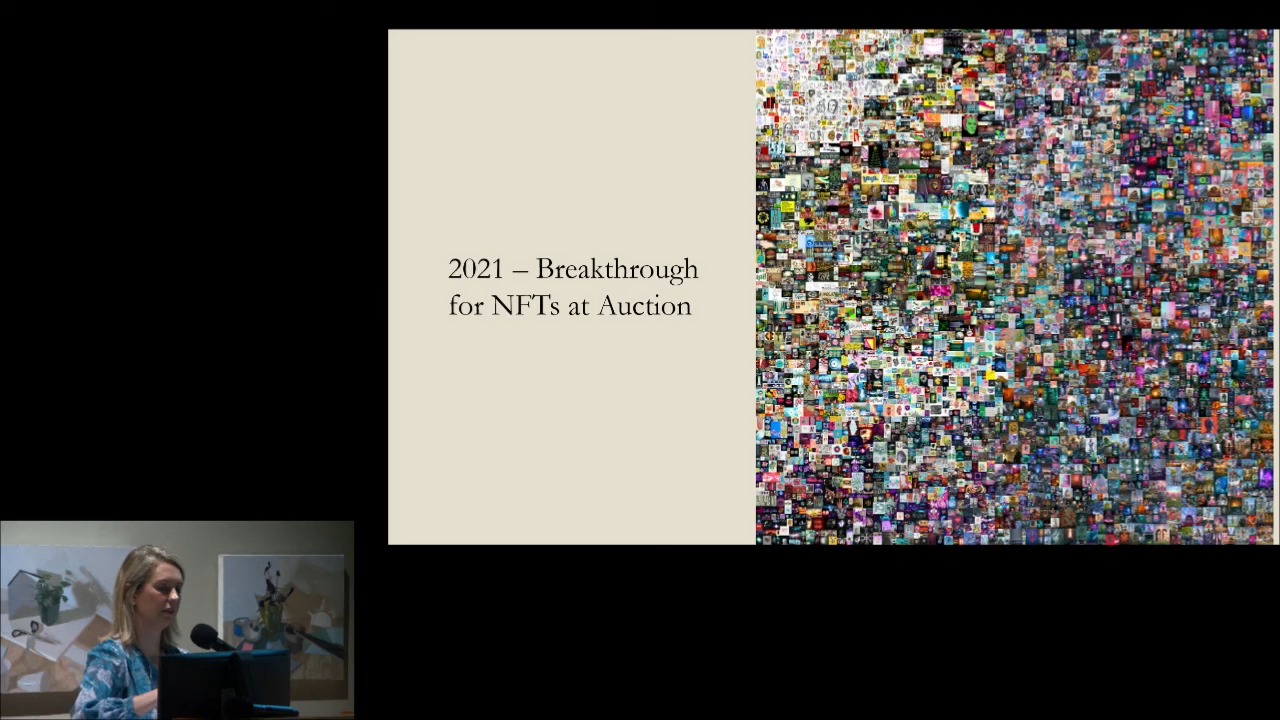 2021 – Breakthrough
for NFTs at Auction